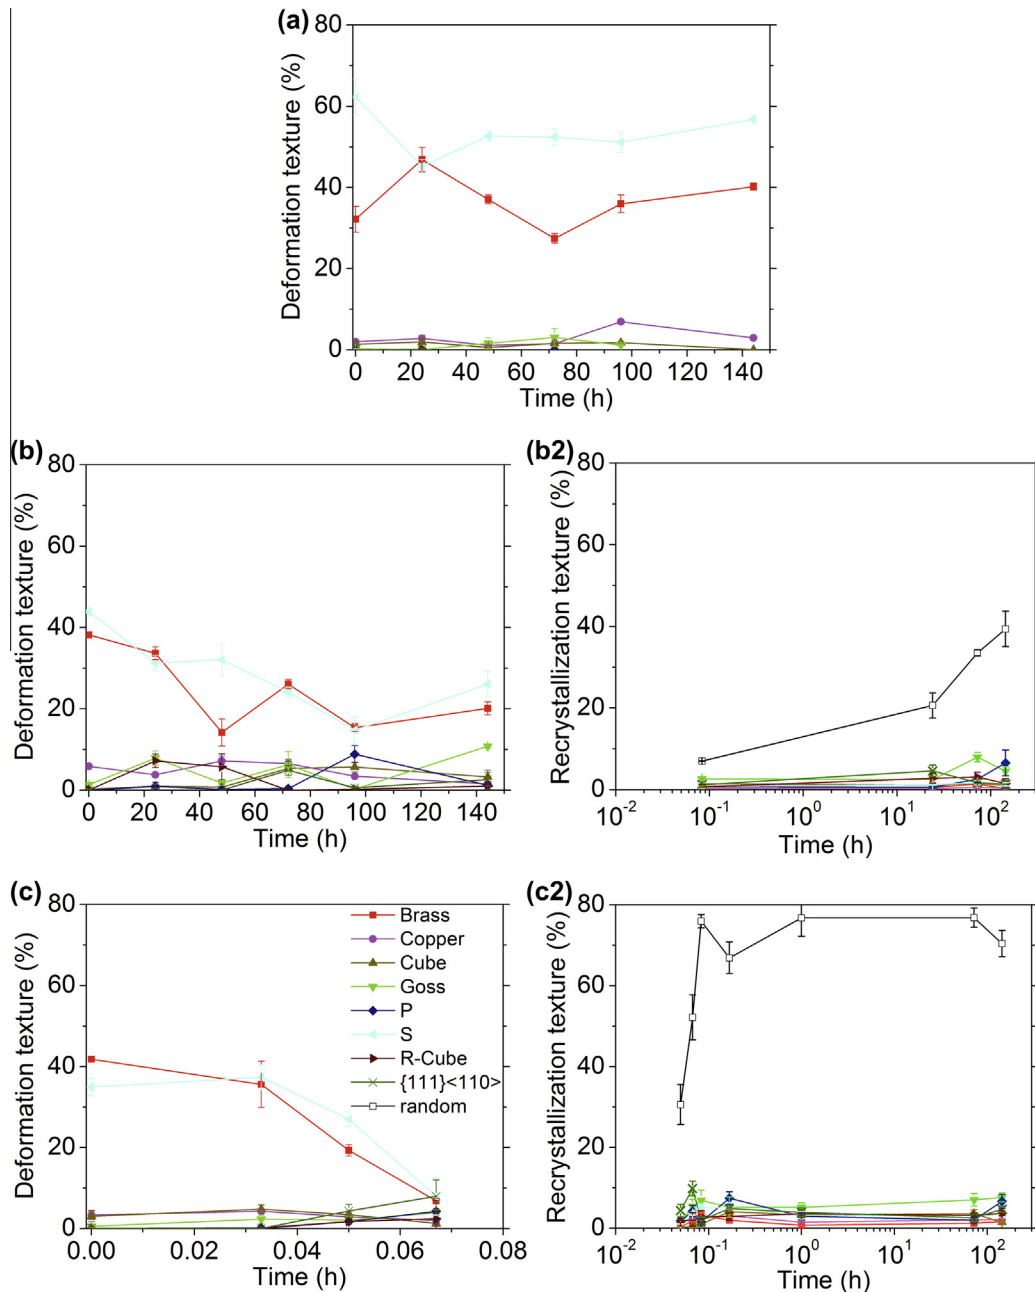 (a)
Deformation texture (%)
80
60
40
20
0
0 20 40 60 80 100 120 140
Time (h)
(b)
Deformation texture (%)
80
60
40
20
0
0 20 40 60 80 100 120 140
Time (h)
(b2)
Recrystallization texture (%)
80
60
40
20
0
10-2 10-1 100 101 102
Time (h)
(c)
Deformation texture (%)
80
60
40
20
0
0.00 0.02 0.04 0.06 0.08
Time (h)
Brass
Copper
Cube
Goss
P
S
R-Cube
{111}<110>
random
(c2)
Recrystallization texture (%)
80
60
40
20
0
10-2 10-1 100 101 102
Time (h)